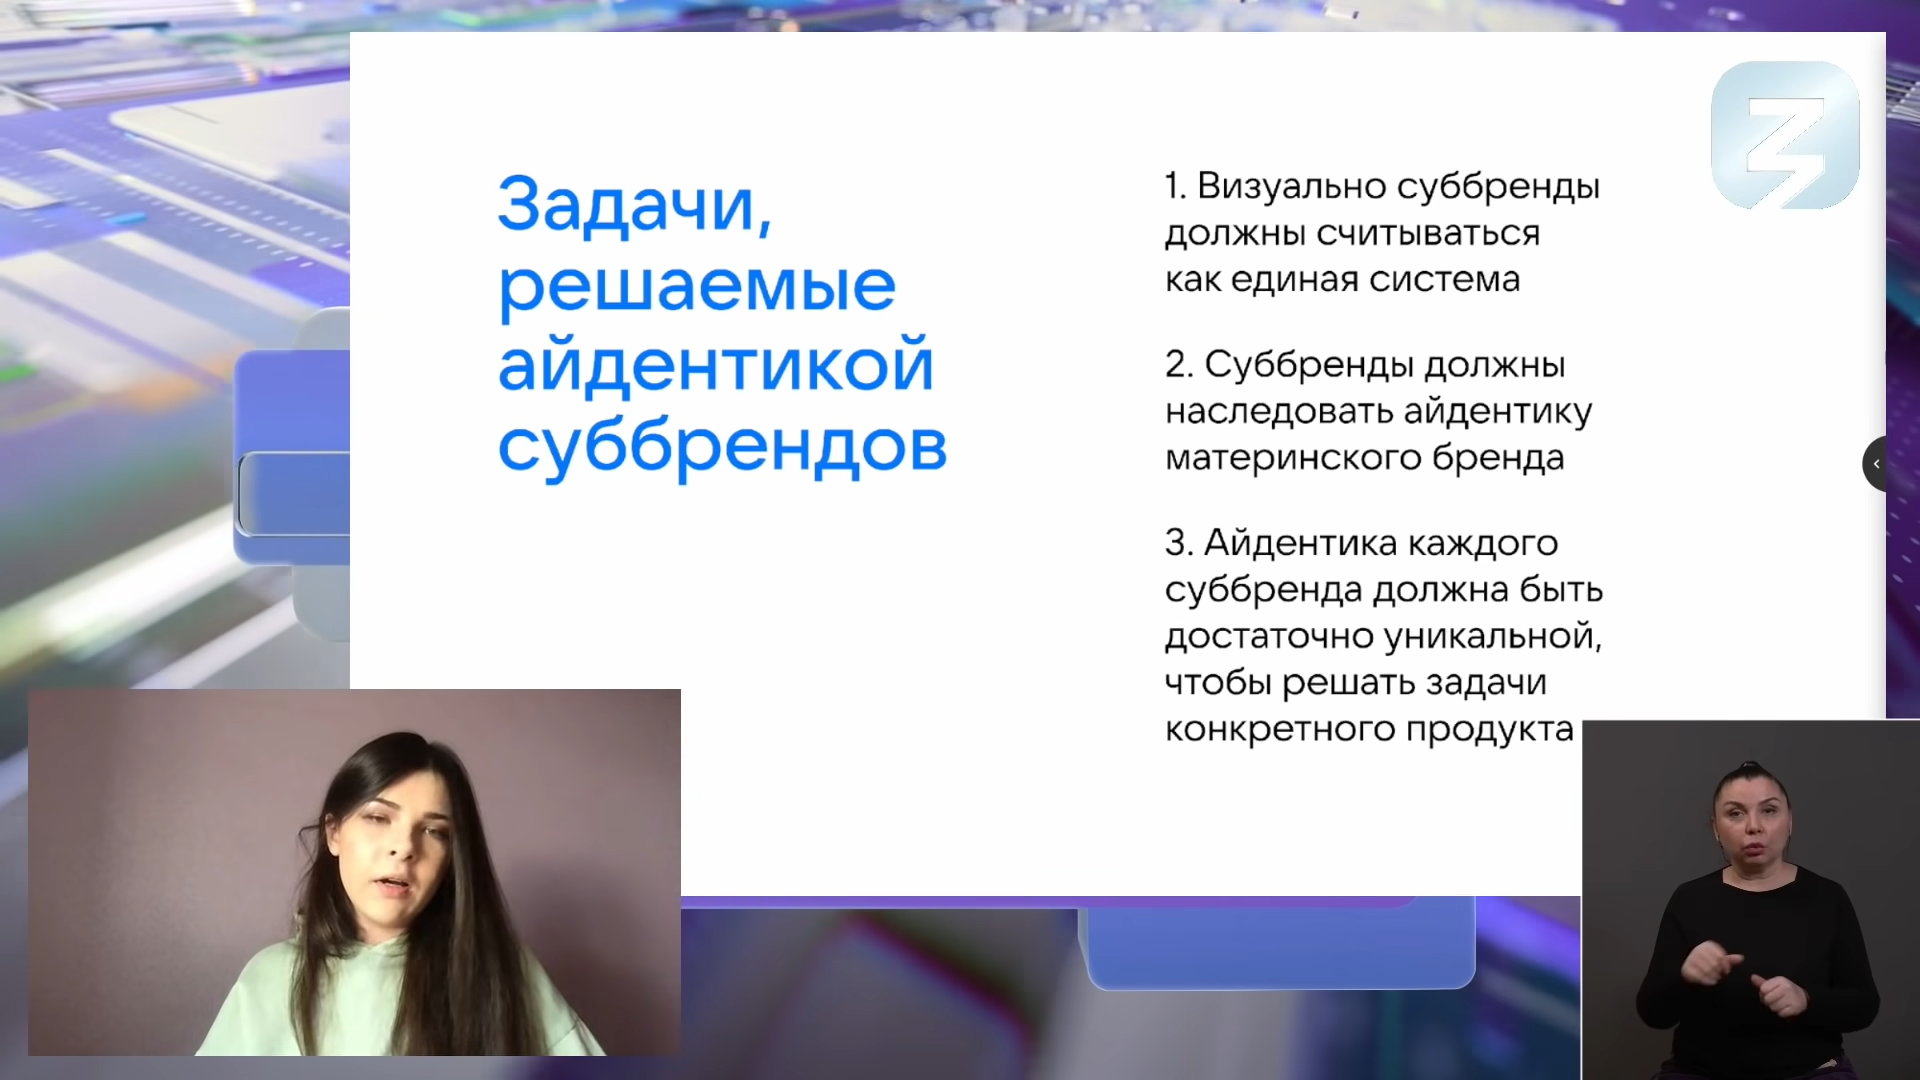 Задачи,
решаемые
айдентикой
суббрендов
1. Визуально суббренды
должны считываться
как единая система
2. Суббренды должны
наследовать айдентику
материнского бренда
3. Айдентика каждого
суббренда должна быть
достаточно уникальной,
чтобы решать задачи
конкретного продукта